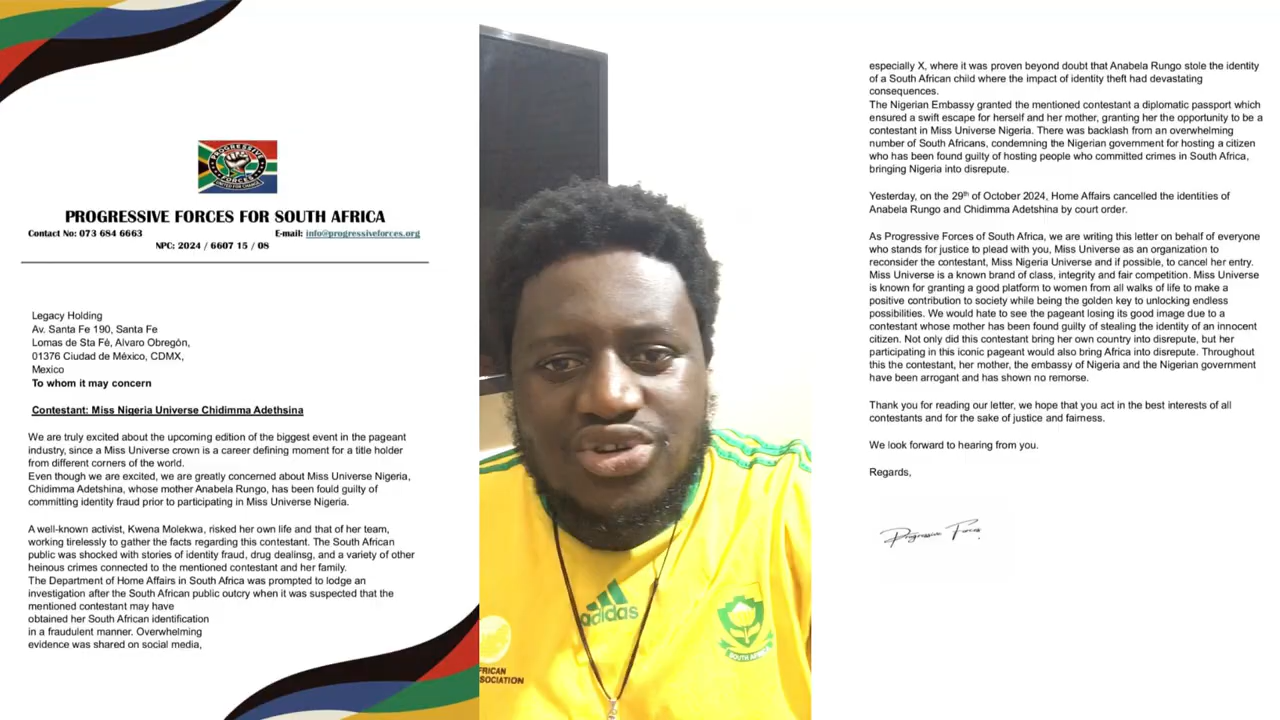 PROGRESSIVE
FORCES
UNITED FOR CHANGE
PROGRESSIVE FORCES FOR SOUTH AFRICA
Contact No: 073 684 6663 E-mail: info@progressiveforces.org
NPC: 2024 / 6607 15 / 08
Legacy Holding
Av. Santa Fe 190, Santa Fe
Lomas de Sta Fé, Alvaro Obregón,
01376 Ciudad de México, CDMX,
Mexico
To whom it may concern
Contestant: Miss Nigeria Universe Chidimma Adethsina
We are truly excited about the upcoming edition of the biggest event in the pageant
industry, since a Miss Universe crown is a career defining moment for a title holder
from different corners of the world.
Even though we are excited, we are greatly concerned about Miss Universe Nigeria,
Chidimma Adetshina, whose mother Anabela Rungo, has been fould guilty of
committing identity fraud prior to participating in Miss Universe Nigeria.
A well-known activist, Kwena Molekwa, risked her own life and that of her team,
working tirelessly to gather the facts regarding this contestant. The South African
public was shocked with stories of identity fraud, drug dealinsg, and a variety of other
heinous crimes connected to the mentioned contestant and her family.
The Department of Home Affairs in South Africa was prompted to lodge an
investigation after the South African public outcry when it was suspected that the
mentioned contestant may have
obtained her South African identification
in a fraudulent manner. Overwhelming
evidence was shared on social media,
adidas
SOUTH AFRICA
RICAN
SOCIATION
especially X, where it was proven beyond doubt that Anabela Rungo stole the identity
of a South African child where the impact of identity theft had devastating
consequences.
The Nigerian Embassy granted the mentioned contestant a diplomatic passport which
ensured a swift escape for herself and her mother, granting her the opportunity to be a
contestant in Miss Universe Nigeria. There was backlash from an overwhelming
number of South Africans, condemning the Nigerian government for hosting a citizen
who has been found guilty of hosting people who committed crimes in South Africa,
bringing Nigeria into disrepute.
Yesterday, on the 29th of October 2024, Home Affairs cancelled the identities of
Anabela Rungo and Chidimma Adetshina by court order.
As Progressive Forces of South Africa, we are writing this letter on behalf of everyone
who stands for justice to plead with you, Miss Universe as an organization to
reconsider the contestant, Miss Nigeria Universe and if possible, to cancel her entry.
Miss Universe is a known brand of class, integrity and fair competition. Miss Universe
is known for granting a good platform to women from all walks of life to make a
positive contribution to society while being the golden key to unlocking endless
possibilities. We would hate to see the pageant losing its good image due to a
contestant whose mother has been found guilty of stealing the identity of an innocent
citizen. Not only did this contestant bring her own country into disrepute, but her
participating in this iconic pageant would also bring Africa into disrepute. Throughout
this the contestant, her mother, the embassy of Nigeria and the Nigerian government
have been arrogant and has shown no remorse.
Thank you for reading our letter, we hope that you act in the best interests of all
contestants and for the sake of justice and fairness.
We look forward to hearing from you.
Regards,
Progressive Forces